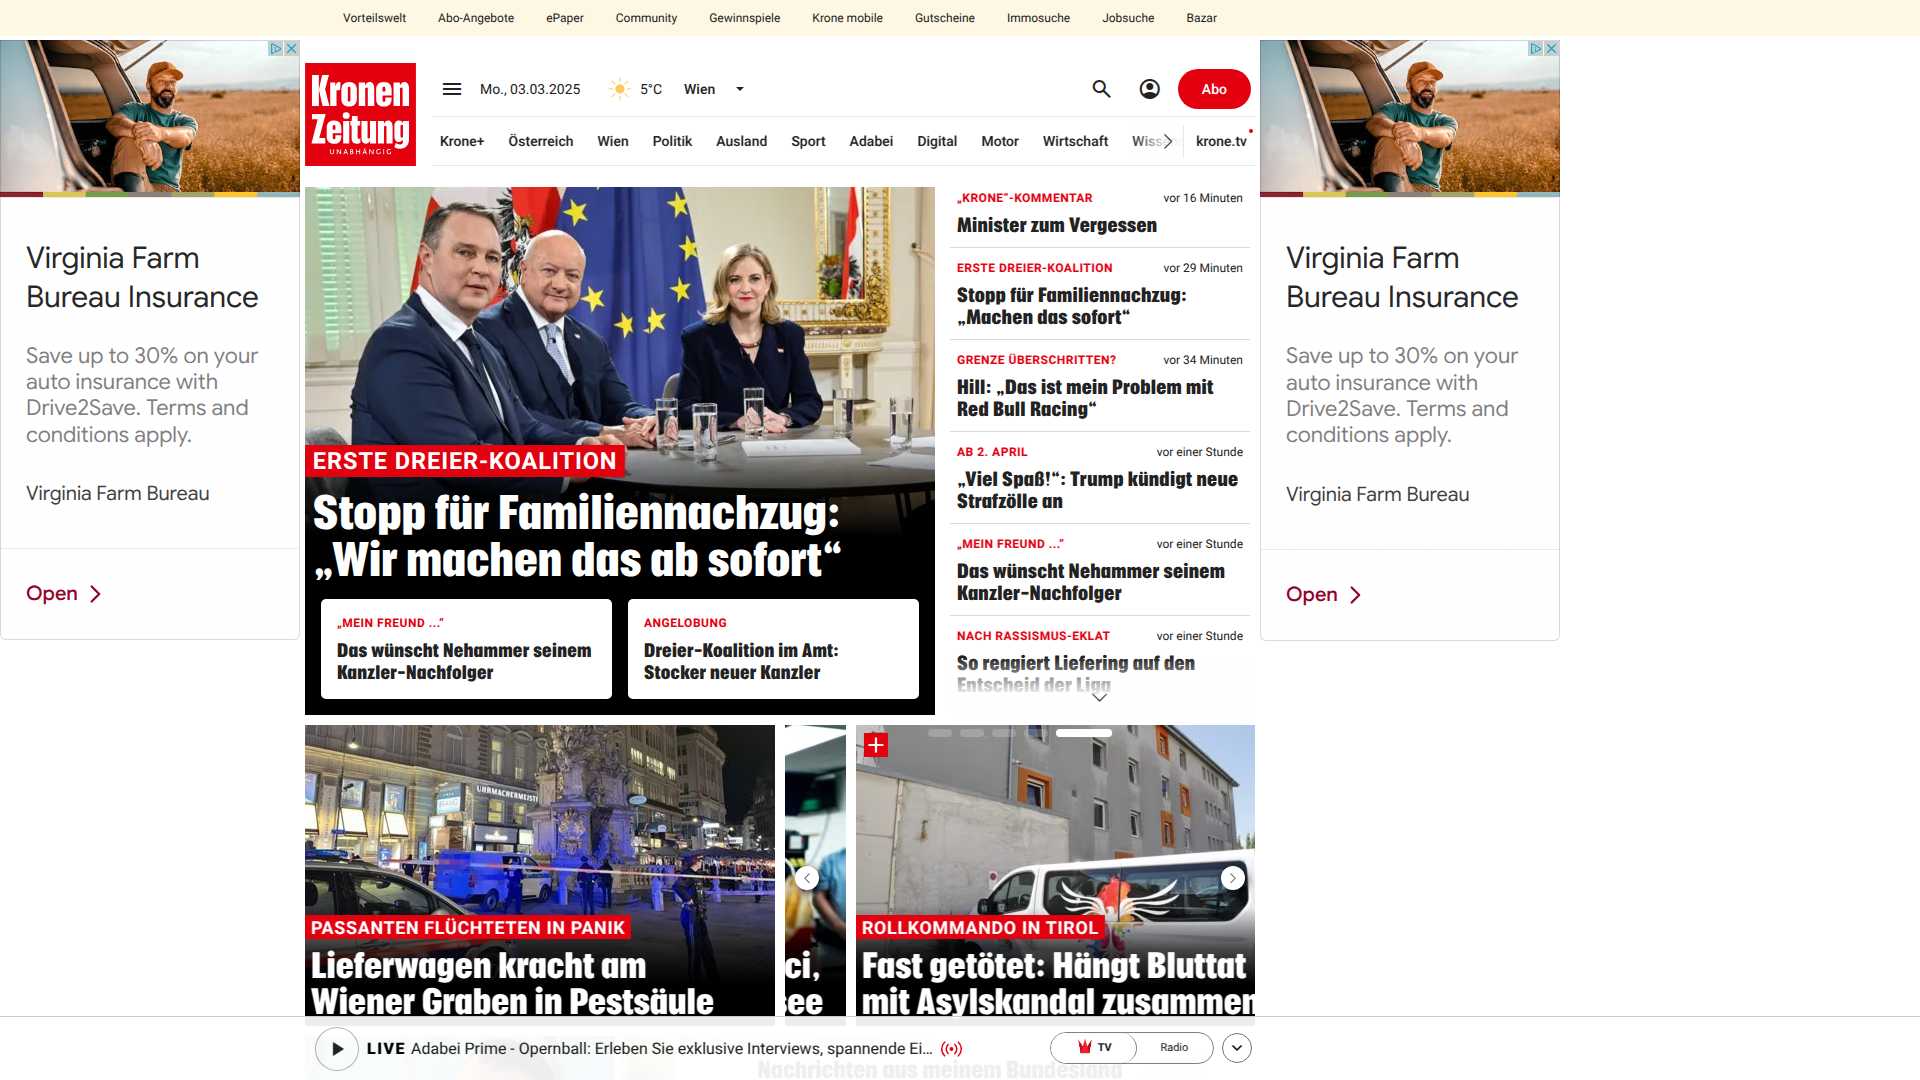 Vorteilswelt Abo-Angebote ePaper Community Gewinnspiele Krone mobile Gutscheine Immosuche Jobsuche Bazar
Kronen
Zeitung
UNABHÄNGIG
Mo., 03.03.2025 5°C Wien
Abo
Krone+ Österreich Wien Politik Ausland Sport Adabei Digital Motor Wirtschaft krone.tv
Virginia Farm
Bureau Insurance
Save up to 30% on your
auto insurance with
Drive2Save. Terms and
conditions apply.
Virginia Farm Bureau
Open
ERSTE DREIER-KOALITION
Stopp für Familiennachzug:
„Wir machen das ab sofort“
„MEIN FREUND ...“
Das wünscht Nehammer seinem
Kanzler-Nachfolger
ANGELOBUNG
Dreier-Koalition im Amt:
Stocker neuer Kanzler
„KRONE“-KOMMENTAR vor 16 Minuten
Minister zum Vergessen
ERSTE DREIER-KOALITION vor 29 Minuten
Stopp für Familiennachzug:
„Machen das sofort“
GRENZE ÜBERSCHRITTEN? vor 34 Minuten
Hill: „Das ist mein Problem mit
Red Bull Racing“
AB 2. APRIL vor einer Stunde
„Viel Spaß!“: Trump kündigt neue
Strafzölle an
„MEIN FREUND ...“ vor einer Stunde
Das wünscht Nehammer seinem
Kanzler-Nachfolger
NACH RASSISMUS-EKLAT vor einer Stunde
So reagiert Liefering auf den
Entscheid der Liga
Virginia Farm
Bureau Insurance
Save up to 30% on your
auto insurance with
Drive2Save. Terms and
conditions apply.
Virginia Farm Bureau
Open
UHRMACHERMEISTER
PASSANTEN FLÜCHTETEN IN PANIK
Lieferwagen kracht am
Wiener Graben in Pestsäule
ci,
see
ROLLKOMMANDO IN TIROL
Fast getötet: Hängt Bluttat
mit Asylskandal zusammen
LIVE Adabei Prime - Opernball: Erleben Sie exklusive Interviews, spannende Ei...
TV Radio
Nachrichten aus meinem Bundesland